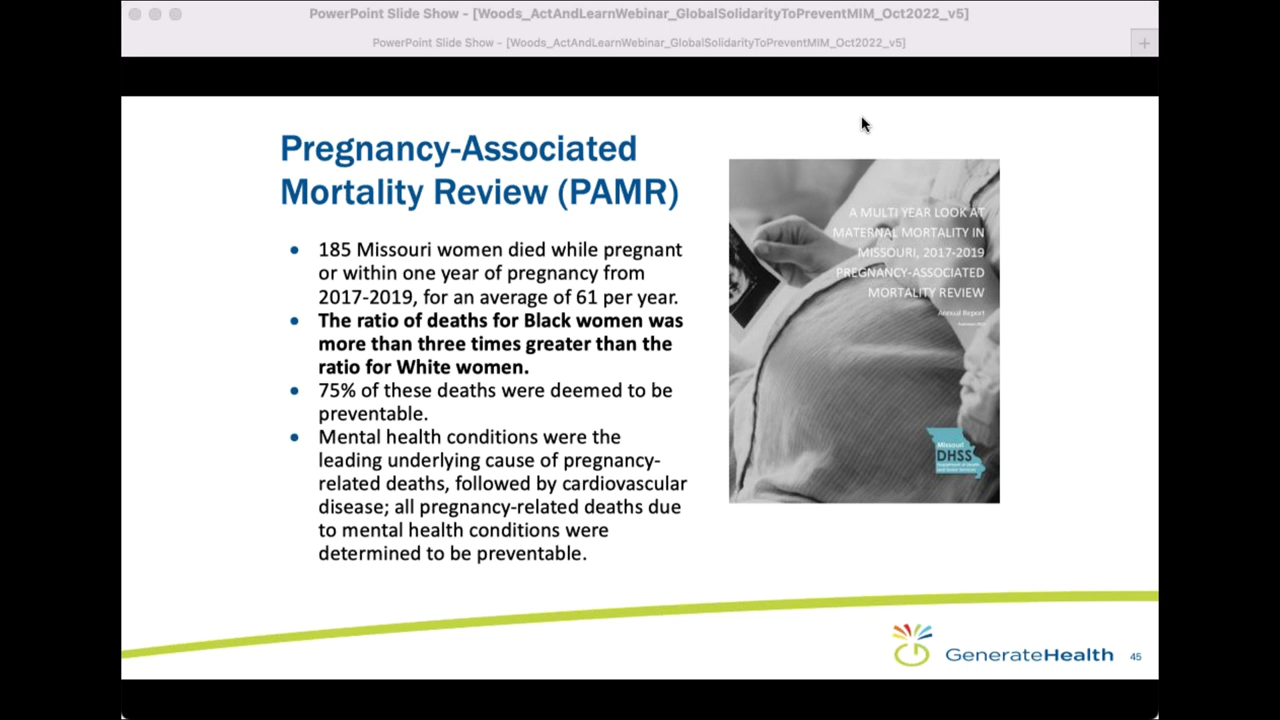 PowerPoint Slide Show - [Woods_ActAndLearnWebinar_GlobalSolidarityToPreventMIM_Oct2022_v5]
PowerPoint Slide Show - [Woods_ActAndLearnWebinar_GlobalSolidarityToPreventMIM_Oct2022_v5]
Pregnancy-Associated
Mortality Review (PAMR)
• 185 Missouri women died while pregnant
or within one year of pregnancy from
2017-2019, for an average of 61 per year.
• The ratio of deaths for Black women was
more than three times greater than the
ratio for White women.
• 75% of these deaths were deemed to be
preventable.
• Mental health conditions were the
leading underlying cause of pregnancy-
related deaths, followed by cardiovascular
disease; all pregnancy-related deaths due
to mental health conditions were
determined to be preventable.
A MULTI YEAR LOOK AT
MATERNAL MORTALITY IN
MISSOURI, 2017-2019
PREGNANCY-ASSOCIATED
MORTALITY REVIEW
Annual Report
Missouri
DHSS
GenerateHealth
45